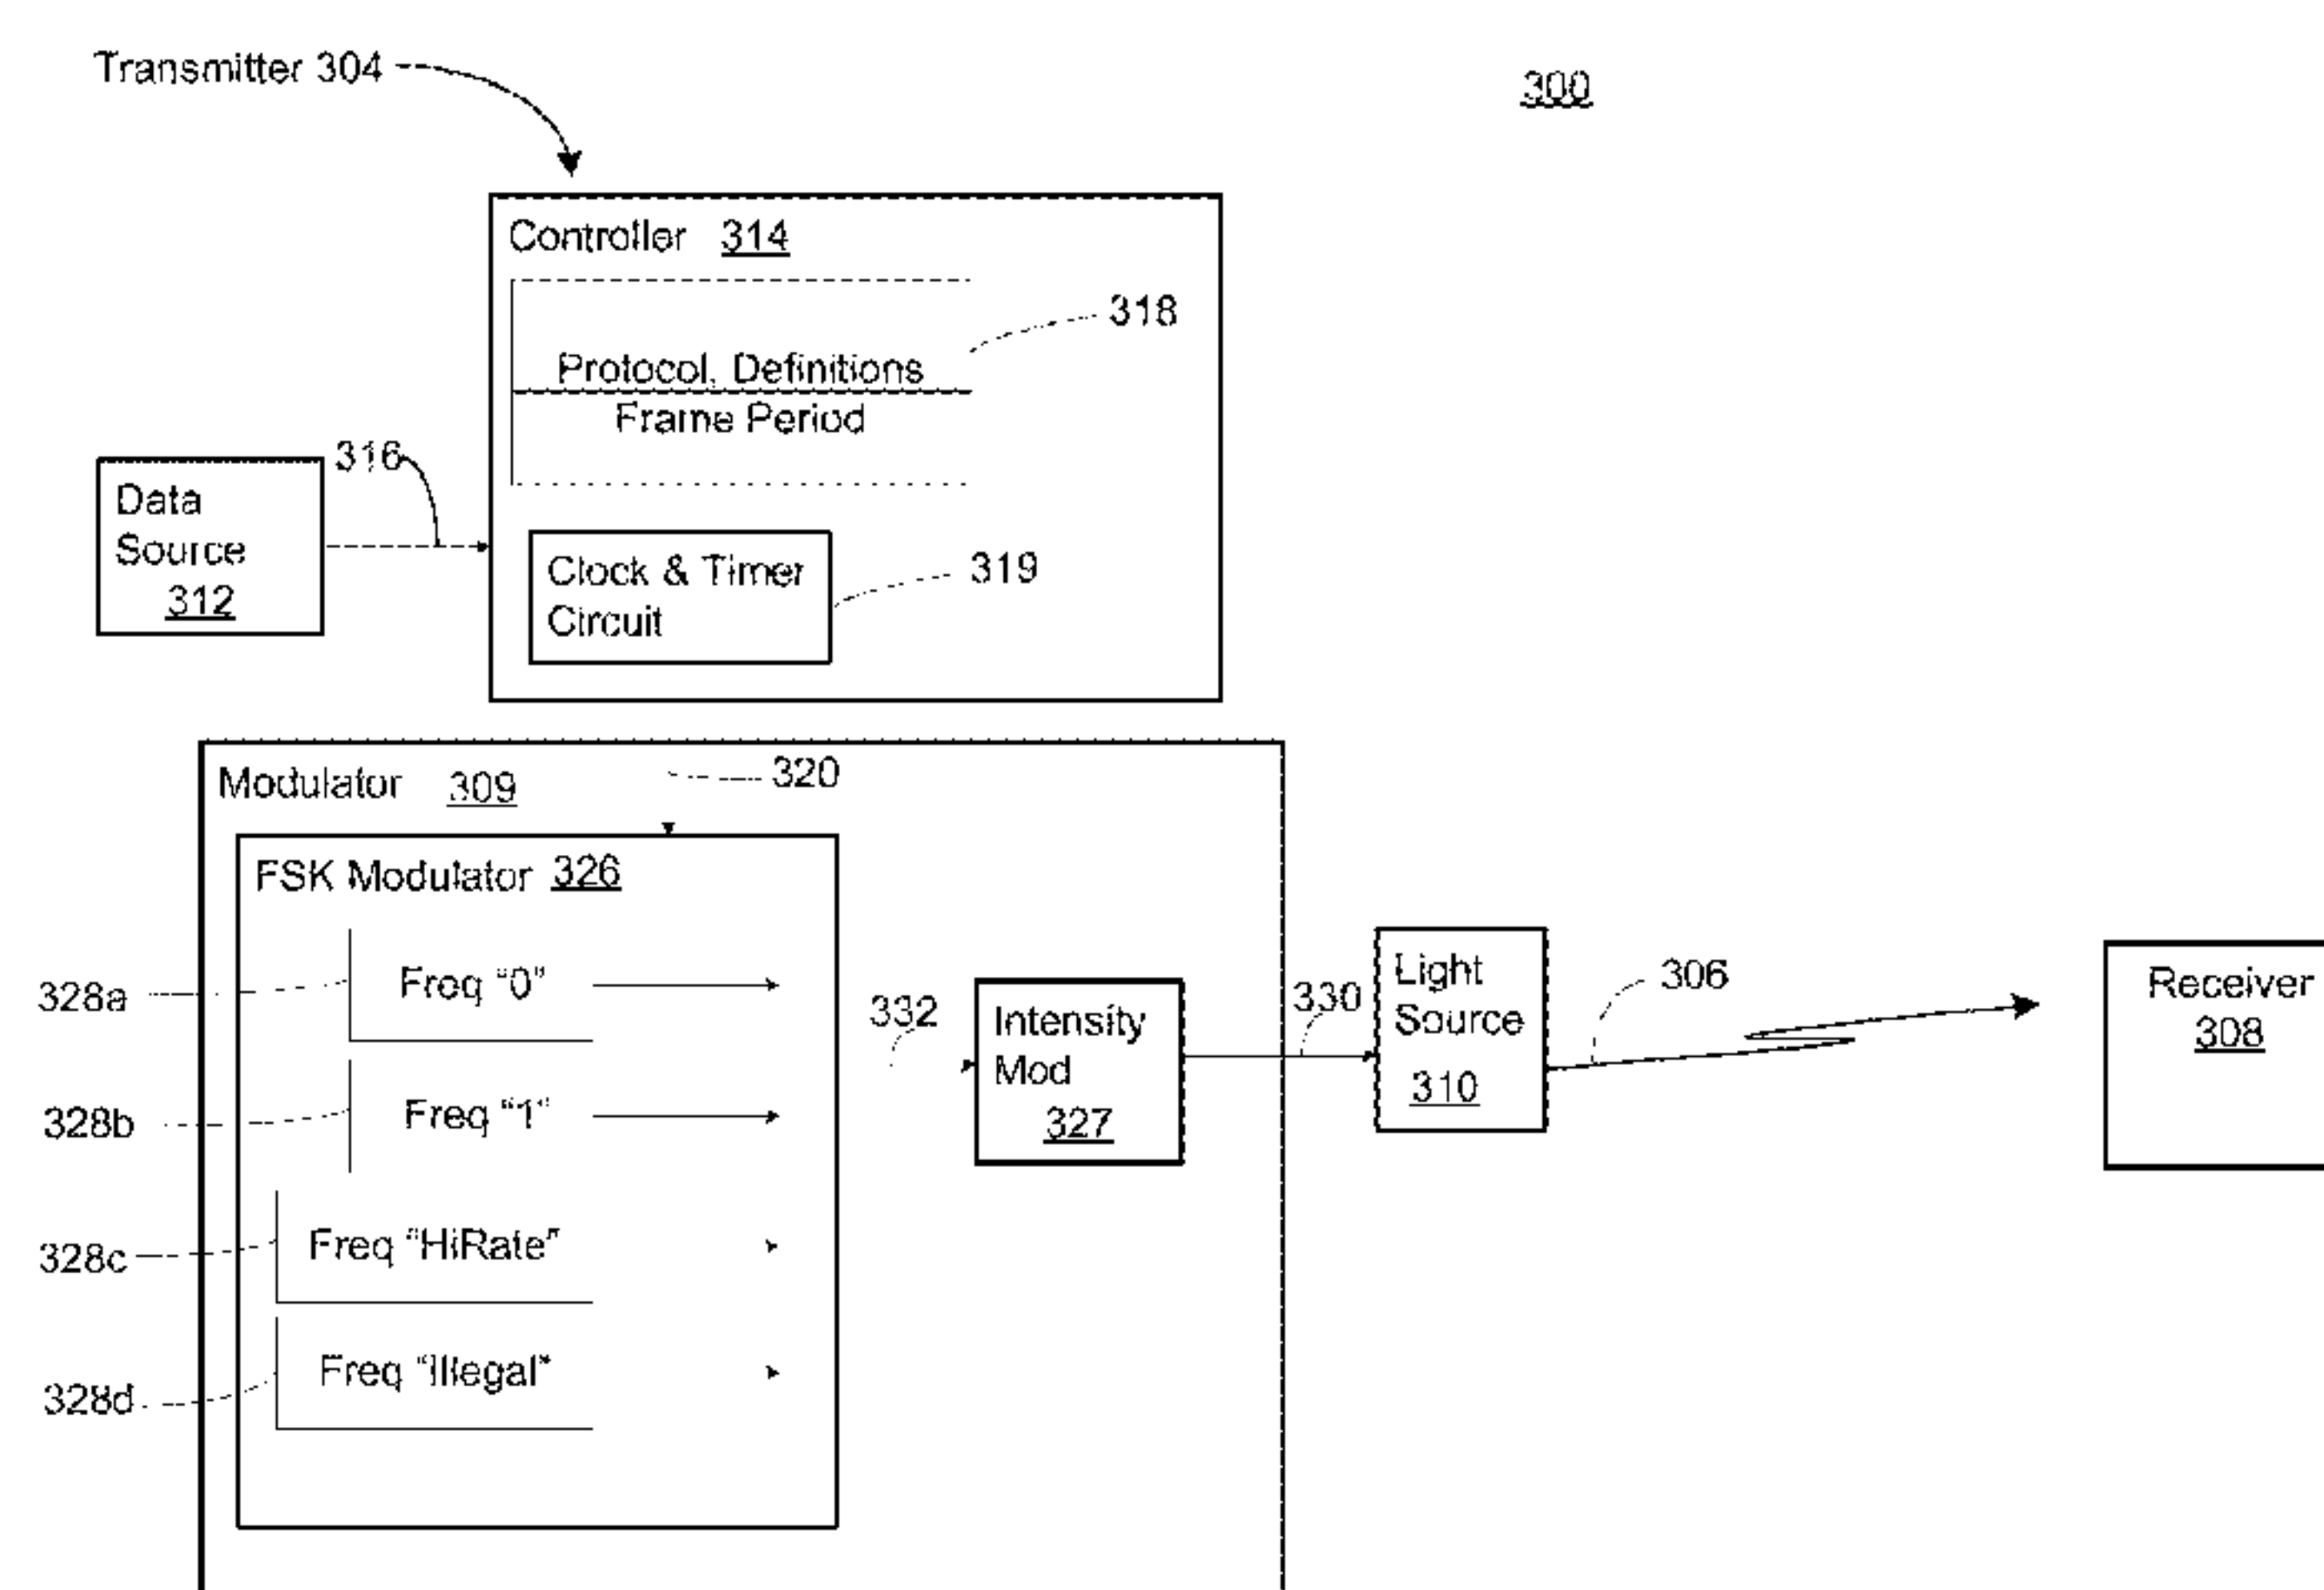 Transmitter 304
300
Controller 314
318
Protocol, Definitions
Frame Period
316
Data
Source
312
Clock & Timer
Circuit
319
Modulator 309
320
FSK Modulator 326
328a
Freq "0"
328b
Freq "1"
328c
Freq "HiRate"
328d
Freq "Illegal"
332
Intensity
Mod
327
330
Light
Source
310
306
Receiver
308